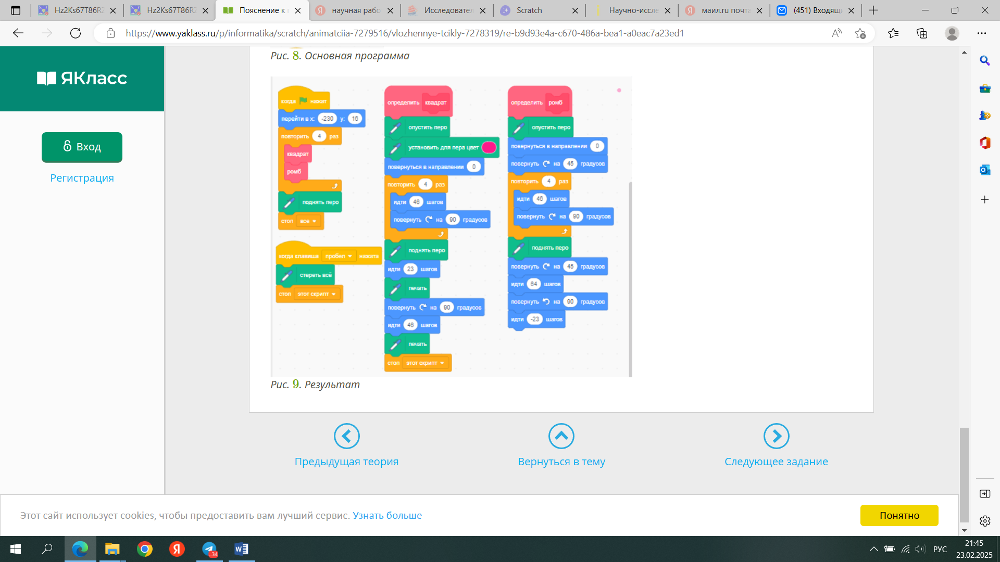 Hz2Ks67T86RZ
Hz2Ks67T86RZ
Пояснение к
научная рабо
Исследовател
Scratch
Научно-иссле
маил.ru почта
(451) Входящи
https://www.yaklass.ru/p/informatika/scratch/animatciia-7279516/vlozhennye-tcikly-7278319/re-b9d93e4a-c670-486a-bea1-a0eac7a23ed1
ЯКласс
Вход
Регистрация
Рис. 8. Основная программа
когда нажат
перейти в x: -230 y: 16
повторить 4 раз
квадрат
ромб
поднять перо
стоп все
когда клавиша пробел нажата
стереть всё
стоп этот скрипт
определить квадрат
опустить перо
установить для пера цвет
повернуться в направлении 0
повторить 4 раз
идти 46 шагов
повернуть на 90 градусов
поднять перо
идти 23 шагов
печать
повернуть на 90 градусов
идти 46 шагов
печать
стоп этот скрипт
определить ромб
опустить перо
повернуться в направлении 0
повернуть на 45 градусов
повторить 4 раз
идти 46 шагов
повернуть на 90 градусов
поднять перо
повернуть на 45 градусов
идти 64 шагов
повернуть на 90 градусов
идти -23 шагов
Рис. 9. Результат
Предыдущая теория
Вернуться в тему
Следующее задание
Этот сайт использует cookies, чтобы предоставить вам лучший сервис. Узнать больше
Понятно
34
РУС
21:45
23.02.2025